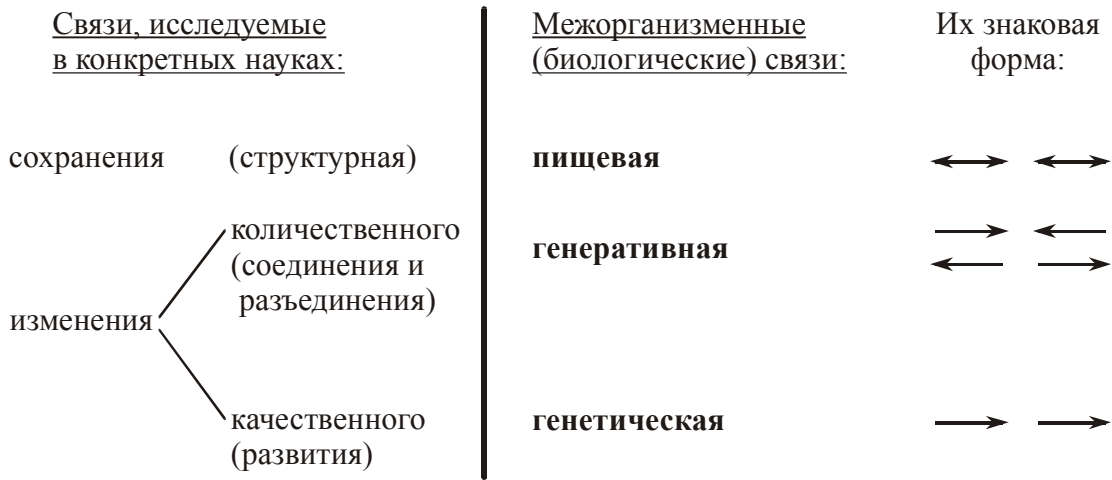 Связи, исследуемые
в конкретных науках:
Межорганизменные
(биологические) связи:
Их знаковая
форма:
сохранения (структурная)
пищевая
количественного
(соединения и
разъединения)
генеративная
изменения
качественного
(развития)
генетическая